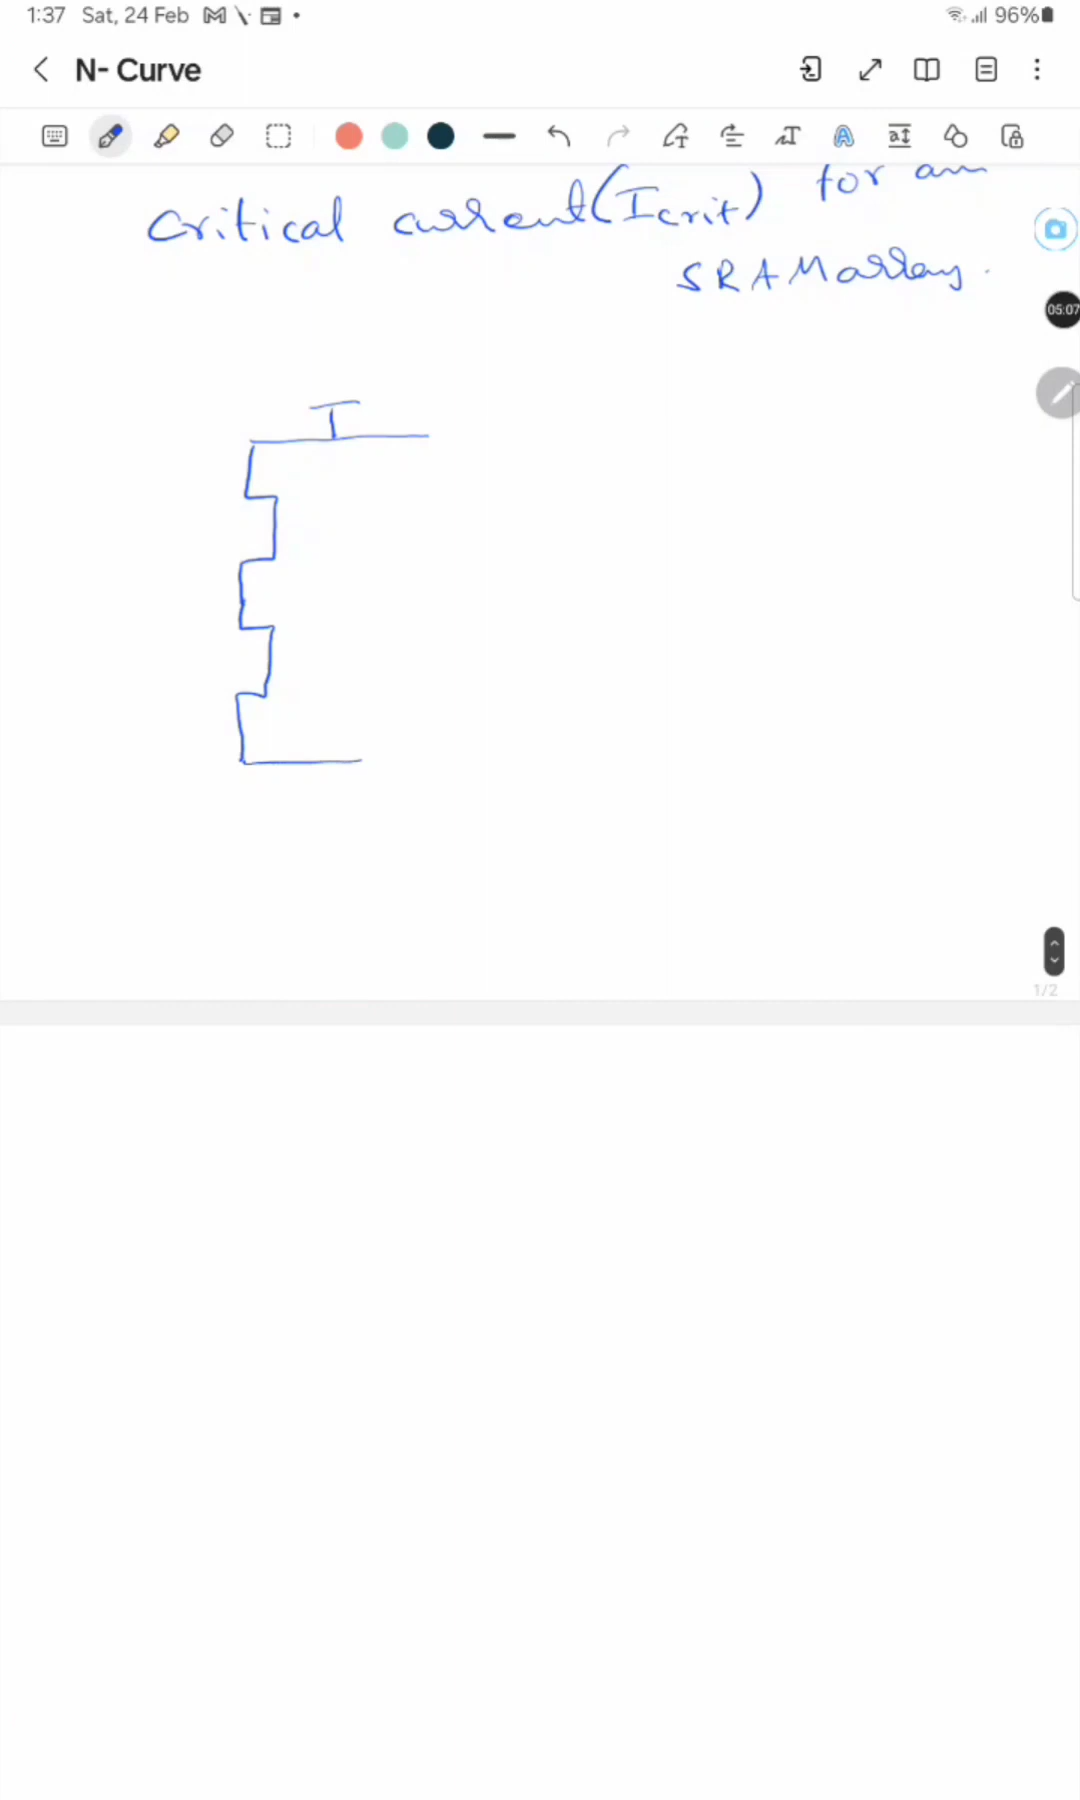 1:37 Sat, 24 Feb
96%
N- Curve
for an
Critical current (Icrit)
SRAM array.
05:07
1/2